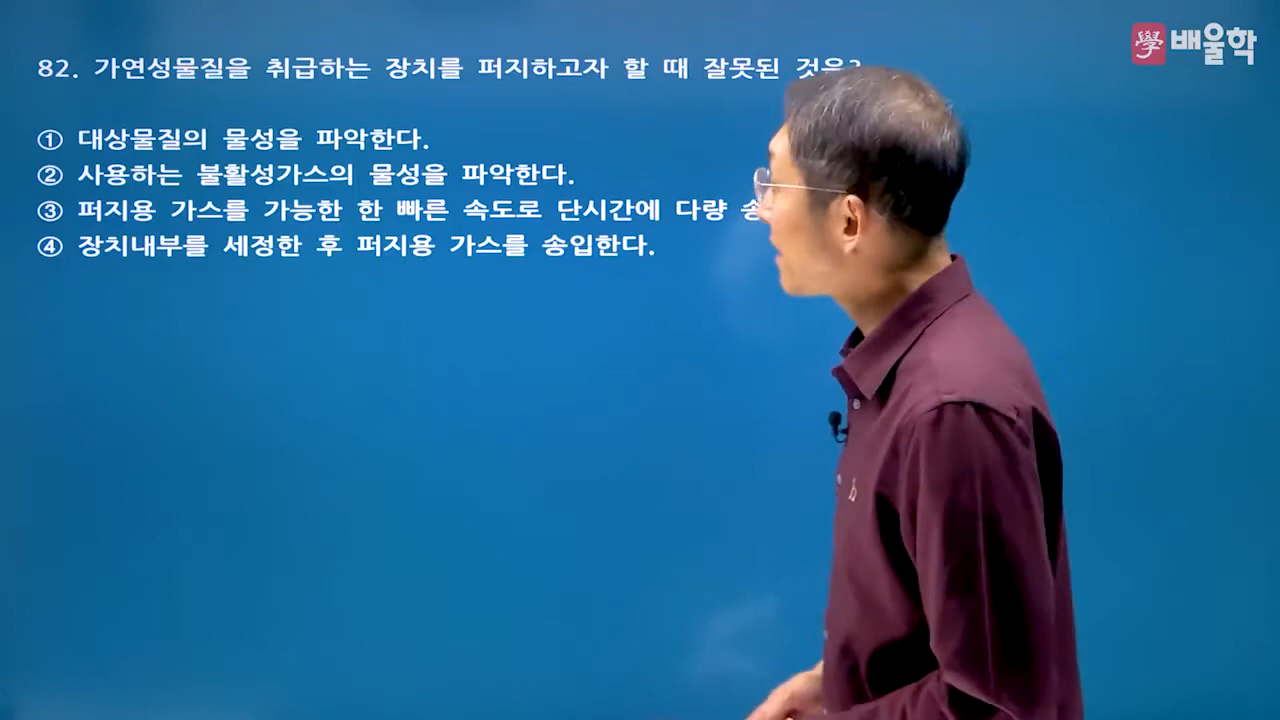 學 배울학
82. 가연성물질을 취급하는 장치를 퍼지하고자 할 때 잘못된 것은?
① 대상물질의 물성을 파악한다.
② 사용하는 불활성가스의 물성을 파악한다.
③ 퍼지용 가스를 가능한 한 빠른 속도로 단시간에 다량
④ 장치내부를 세정한 후 퍼지용 가스를 송입한다.